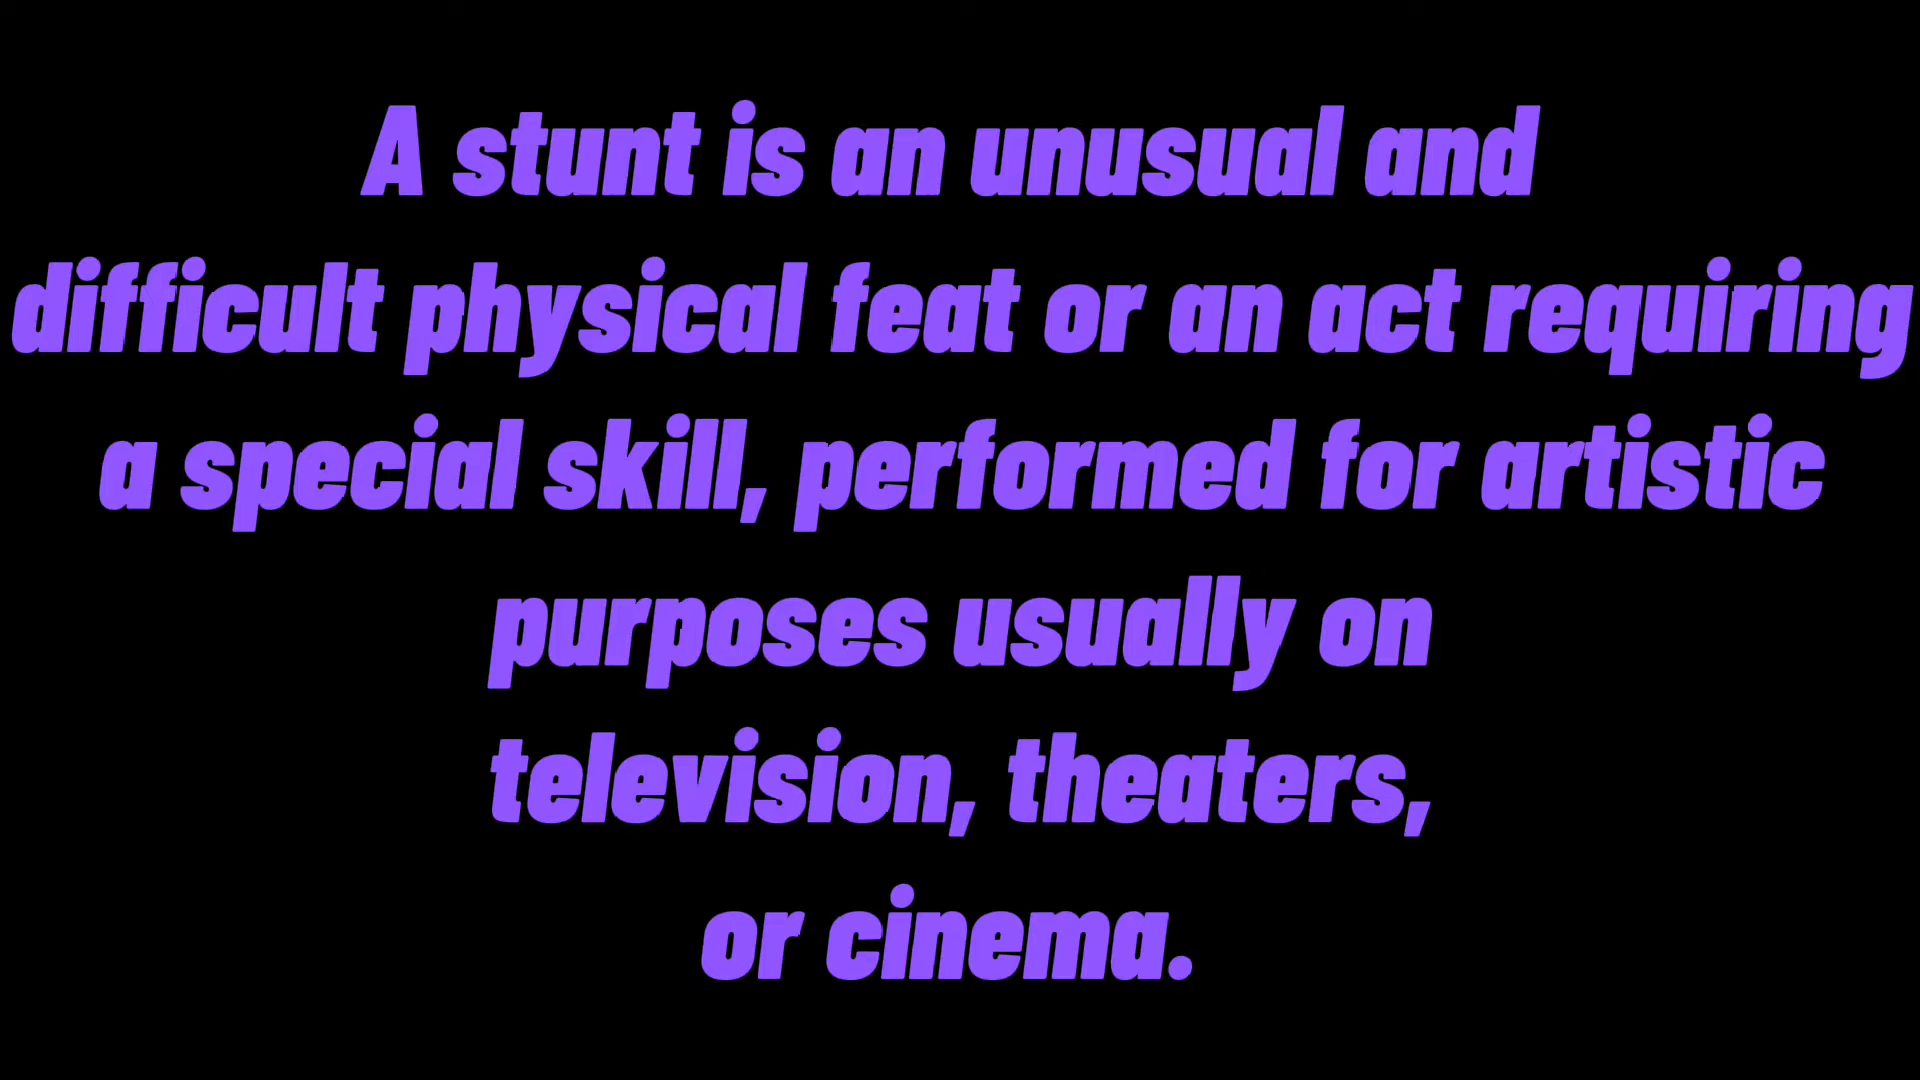 A stunt is an unusual and
difficult physical feat or an act requiring
a special skill, performed for artistic
purposes usually on
television, theaters,
or cinema.